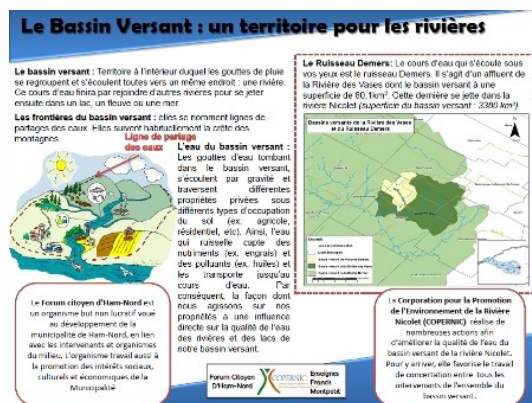 Le Bassin Versant : un territoire pour les rivières
Le bassin versant : Territoire à l'intérieur duquel les gouttes de pluie
se regroupent et s'écoulent toutes vers un même endroit : une rivière.
Ce cours d'eau finira par rejoindre d'autres rivières pour se jeter
ensuite dans un lac, un fleuve ou une mer.
Les frontières du bassin versant : elles se nomment lignes de
partages des eaux. Elles suivent habituellement la crête des
montagnes.
Ligne de partage
des eaux
L'eau du bassin versant :
Les gouttes d'eau tombant
dans le bassin versant,
s'écoulent par gravité et
traversent différentes
propriétés privées sous
différents types d'occupation
du sol (ex: agricole,
résidentiel, etc). Ainsi, l'eau
qui ruisselle capte des
nutriments (ex: engrais) et
des polluants (ex: huiles) et
les transporte jusqu'au
cours d'eau. Par
conséquent, la façon dont
nous agissons sur nos
propriétés a une influence
directe sur la qualité de l'eau
des rivières et des lacs de
notre bassin versant.
Le Forum citoyen d'Ham-Nord est
un organisme but non lucratif voué
au développement de la
municipalité de Ham-Nord, en lien
avec les intervenants et organismes
du milieu. L'organisme travail aussi à
la promotion des intérêts sociaux,
culturels et économiques de la
Municipalité
Le Ruisseau Demers: Le cours d'eau qui s'écoule sous
vos yeux est le ruisseau Demers. Il s'agit d'un affluent de
la Rivière des Vases dont le bassin versant a une
superficie de 80,1km². Cette dernière se jette dans la
rivière Nicolet (superficie du bassin versant : 3380 km²).
Bassins versants de la Rivière des Vases
et du Ruisseau Demers
La Corporation pour la Promotion
de l'Environnement de la Rivière
Nicolet (COPERNIC) réalise de
nombreuses actions afin
d'améliorer la qualité de l'eau du
bassin versant de la rivière Nicolet.
Pour y arriver, elle favorise le travail
de concertation entre tous les
intervenants de l'ensemble du
bassin versant.
Forum Citoyen
D'Ham-Nord
COPERNIC
Enseignes
Francis
Montpetit